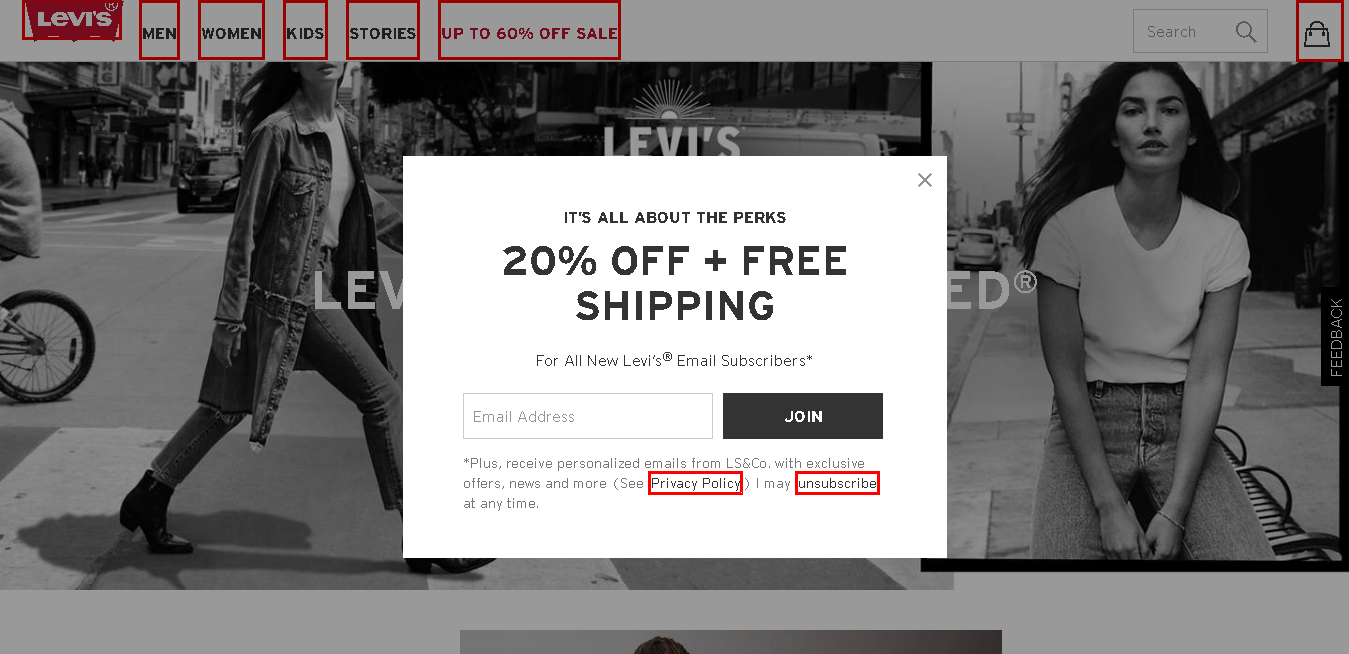 Levi's®
MEN
WOMEN
KIDS
STORIES
UP TO 60% OFF SALE
Search
LEVI'S
IT'S ALL ABOUT THE PERKS
20% OFF + FREE
SHIPPING
LEV
ED®
For All New Levi's® Email Subscribers*
FEEDBACK
Email Address
JOIN
*Plus, receive personalized emails from LS&Co. with exclusive
offers, news and more (See Privacy Policy) I may unsubscribe
at any time.